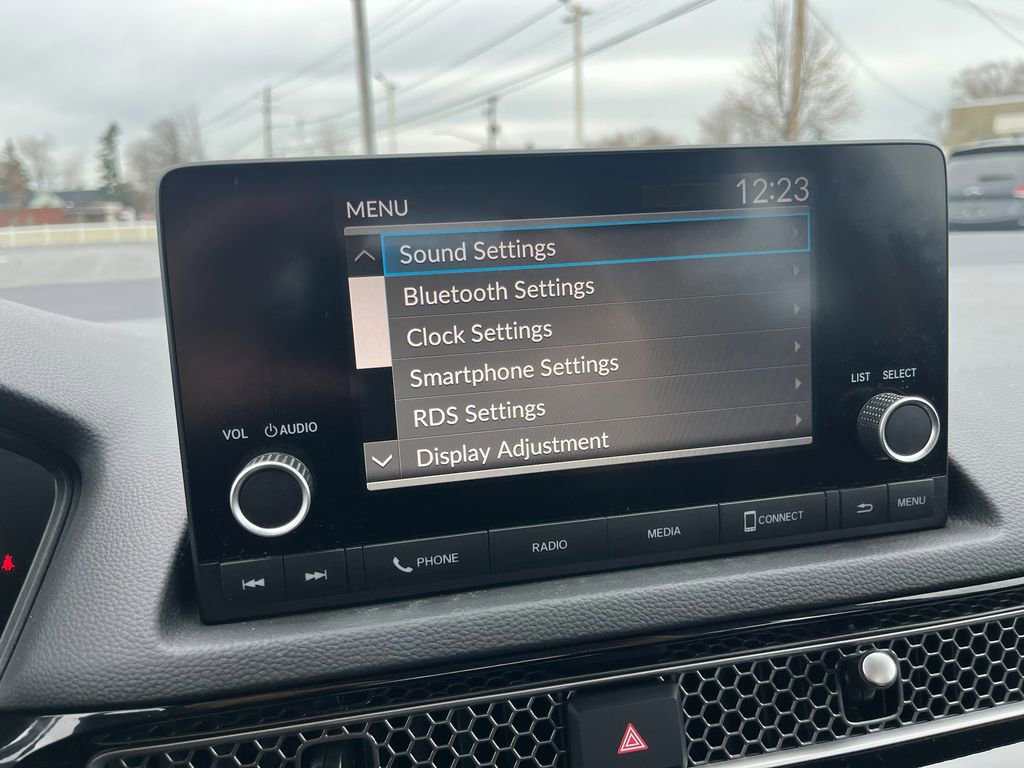 MENU
12:23
Sound Settings
Bluetooth Settings
Clock Settings
Smartphone Settings
RDS Settings
Display Adjustment
VOL AUDIO
LIST SELECT
PHONE
RADIO
MEDIA
CONNECT
MENU